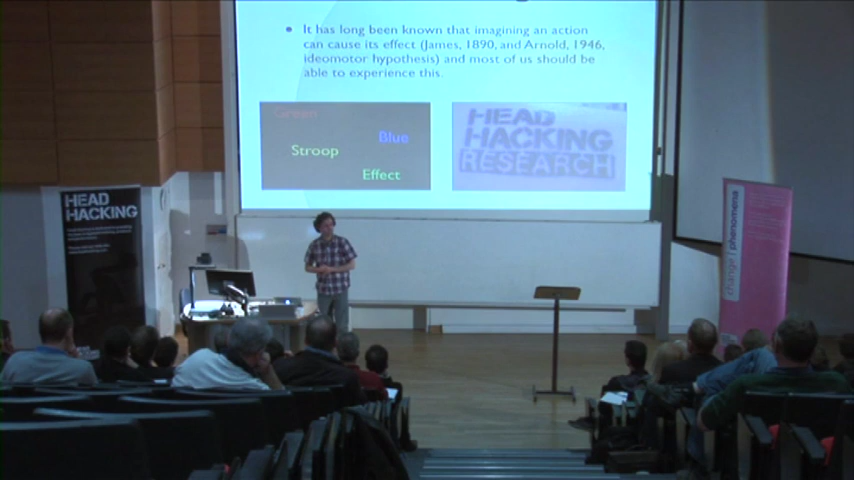 It has long been known that imagining an action
can cause its effect (James, 1890, and Arnold, 1946,
ideomotor hypothesis) and most of us should be
able to experience this.
Green
Blue
Stroop
Effect
HEAD
HACKING
RESEARCH
HEAD
HACKING
change | phenomena